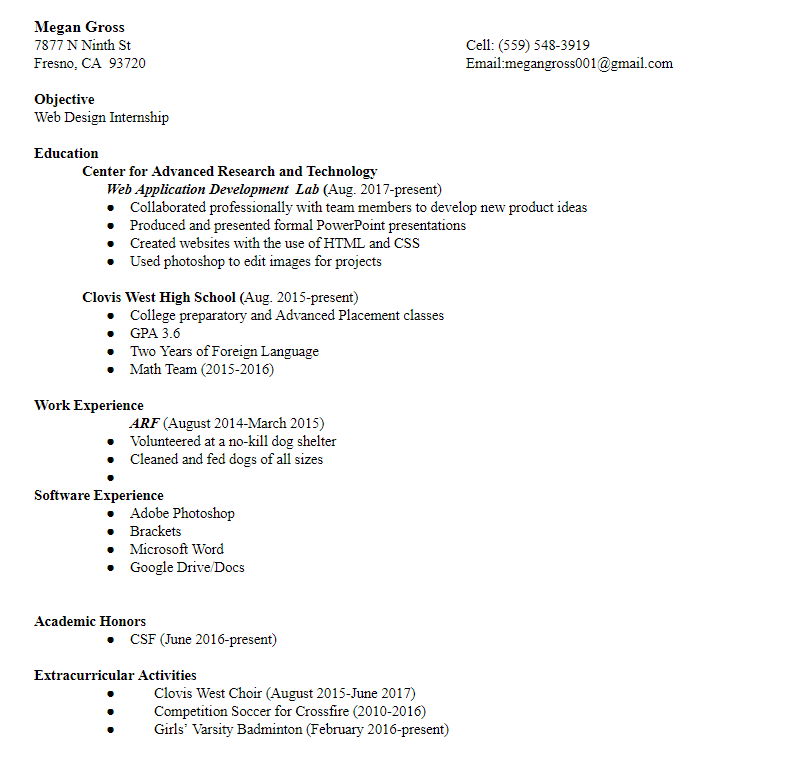 Megan Gross
7877 N Ninth St Cell: (559) 548-3919
Fresno, CA 93720 Email:megangross001@gmail.com
Objective
Web Design Internship
Education
Center for Advanced Research and Technology
Web Application Development Lab (Aug. 2017-present)
● Collaborated professionally with team members to develop new product ideas
● Produced and presented formal PowerPoint presentations
● Created websites with the use of HTML and CSS
● Used photoshop to edit images for projects
Clovis West High School (Aug. 2015-present)
● College preparatory and Advanced Placement classes
● GPA 3.6
● Two Years of Foreign Language
● Math Team (2015-2016)
Work Experience
ARF (August 2014-March 2015)
● Volunteered at a no-kill dog shelter
● Cleaned and fed dogs of all sizes
●
Software Experience
● Adobe Photoshop
● Brackets
● Microsoft Word
● Google Drive/Docs
Academic Honors
● CSF (June 2016-present)
Extracurricular Activities
● Clovis West Choir (August 2015-June 2017)
● Competition Soccer for Crossfire (2010-2016)
● Girls’ Varsity Badminton (February 2016-present)